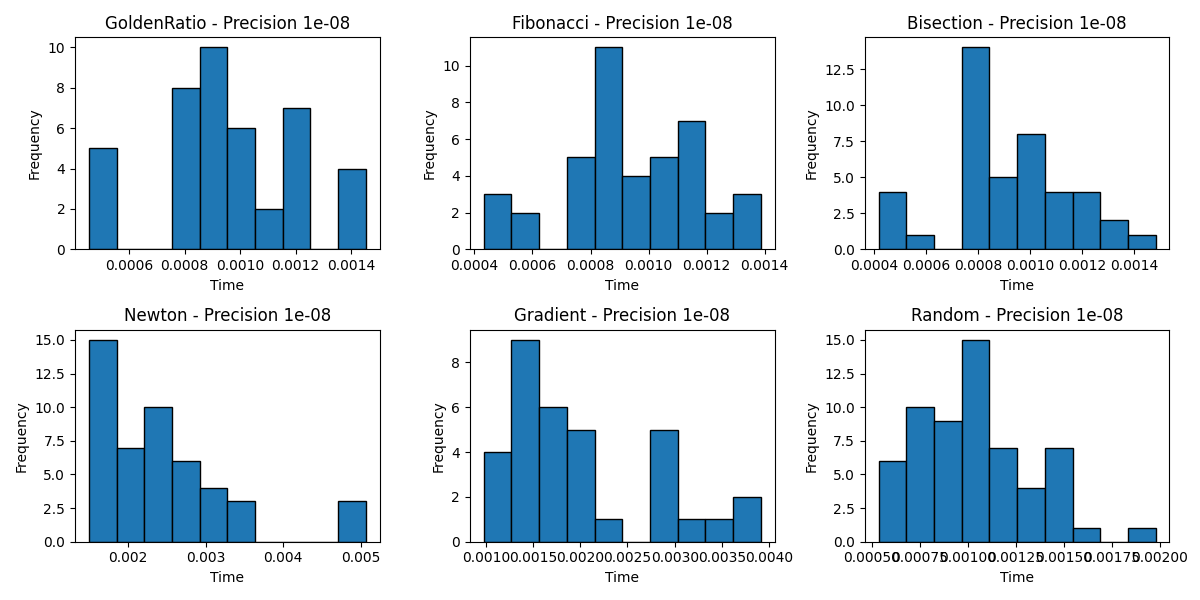 GoldenRatio - Precision 1e-08
Fibonacci - Precision 1e-08
Bisection - Precision 1e-08
Frequency
10
8
6
4
2
0
0.0006 0.0008 0.0010 0.0012 0.0014
Time
Frequency
10
8
6
4
2
0
0.0004 0.0006 0.0008 0.0010 0.0012 0.0014
Time
Frequency
12.5
10.0
7.5
5.0
2.5
0.0
0.0004 0.0006 0.0008 0.0010 0.0012 0.0014
Time
Newton - Precision 1e-08
Gradient - Precision 1e-08
Random - Precision 1e-08
Frequency
15.0
12.5
10.0
7.5
5.0
2.5
0.0
0.002 0.003 0.004 0.005
Time
Frequency
8
6
4
2
0
0.0010 0.0015 0.0020 0.0025 0.0030 0.0035 0.0040
Time
Frequency
15.0
12.5
10.0
7.5
5.0
2.5
0.0
0.00050 0.00075 0.00100 0.00125 0.00150 0.00175 0.00200
Time